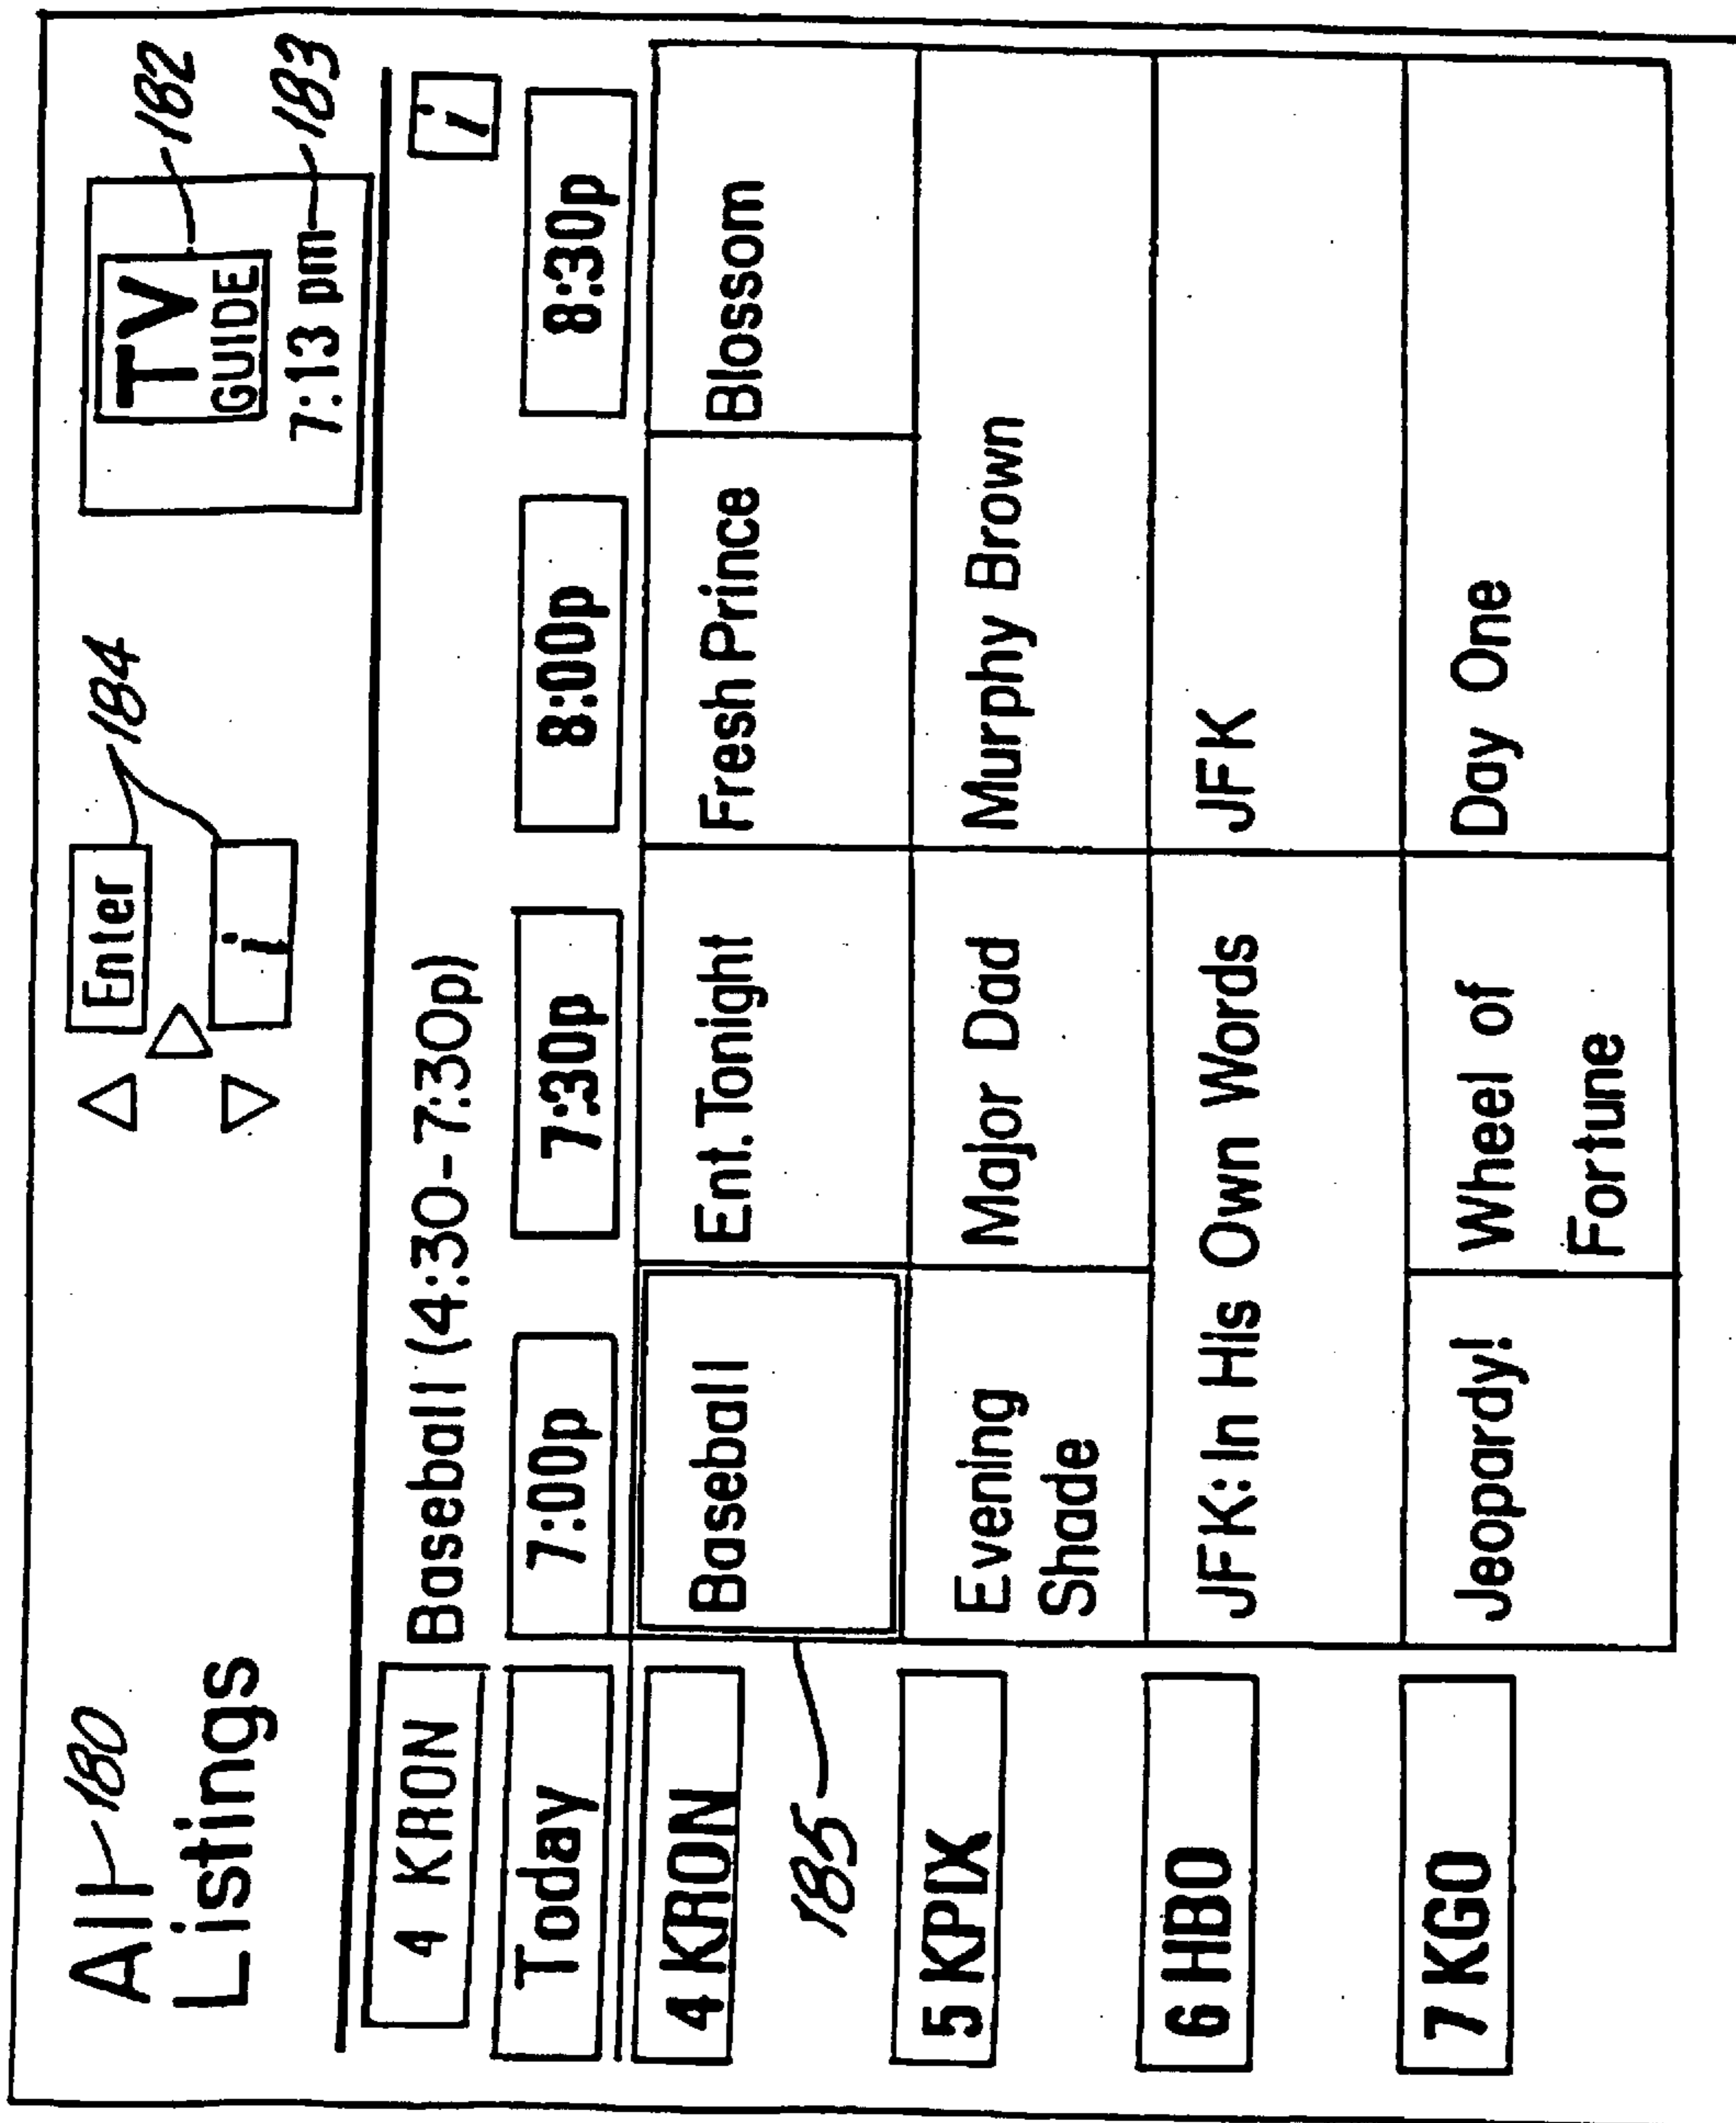 All 180
Listings
Enter 184
i
TV 182
GUIDE
7:13 pm 183
4 KRON Baseball (4:30-7:30p) i
Today 7:00p 7:30p 8:00p 8:30p
4 KRON Baseball Ent. Tonight Fresh Prince Blossom
185
5 KPIX Evening Major Dad Murphy Brown
Shade
6 HBO JFK: In His Own Words JFK
7 KGO Jeopardy! Wheel of Day One
Fortune